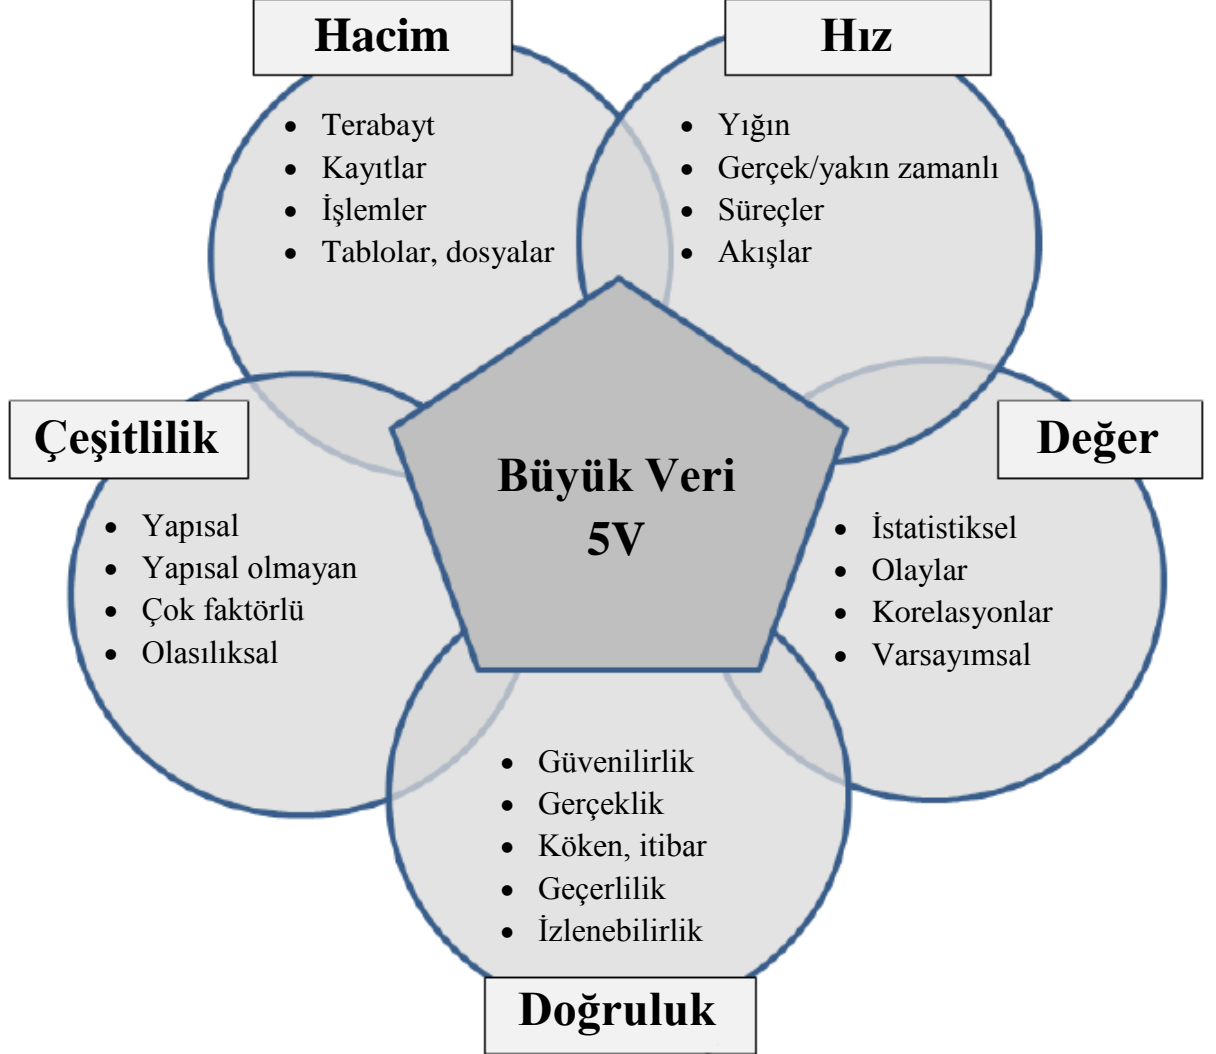 Hacim
Terabayt
Kayıtlar
İşlemler
Tablolar, dosyalar
Hız
Yığın
Gerçek/yakın zamanlı
Süreçler
Akışlar
Çeşitlilik
Yapısal
Yapısal olmayan
Çok faktörlü
Olasılıksal
Büyük Veri
5V
Değer
İstatistiksel
Olaylar
Korelasyonlar
Varsayımsal
Güvenilirlik
Gerçeklik
Köken, itibar
Geçerlilik
İzlenebilirlik
Doğruluk